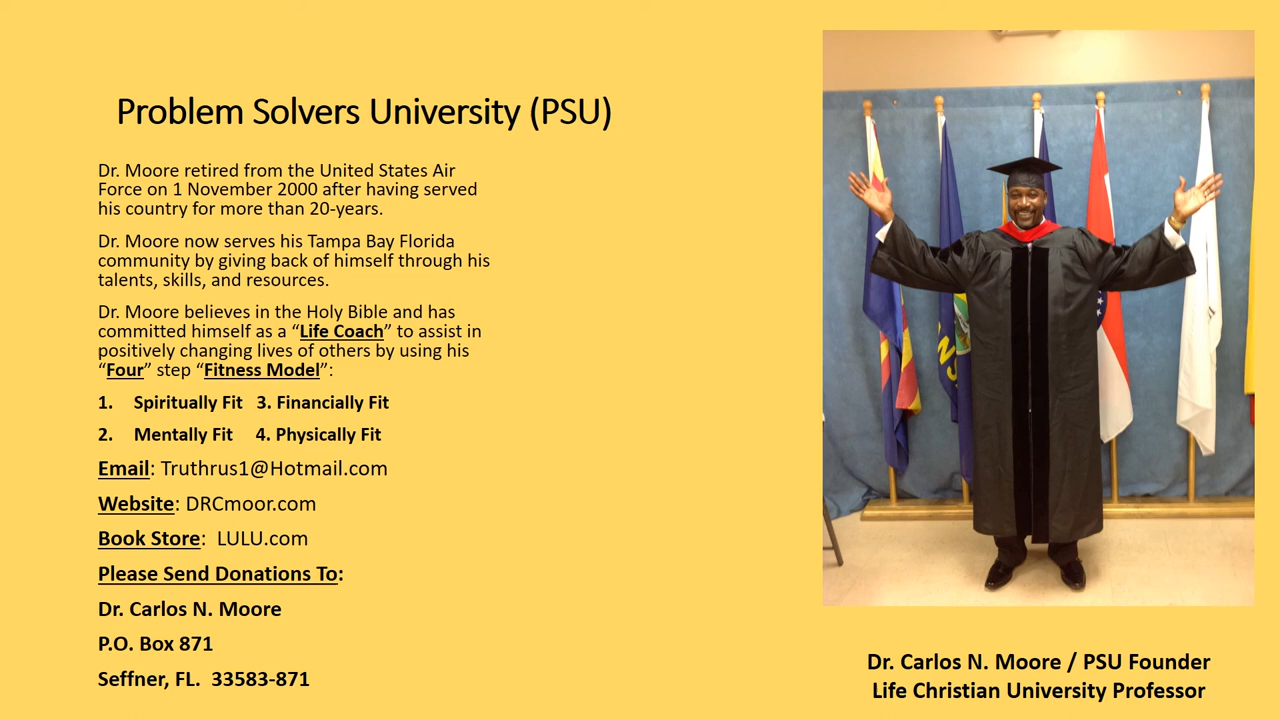 Problem Solvers University (PSU)
Dr. Moore retired from the United States Air
Force on 1 November 2000 after having served
his country for more than 20-years.
Dr. Moore now serves his Tampa Bay Florida
community by giving back of himself through his
talents, skills, and resources.
Dr. Moore believes in the Holy Bible and has
committed himself as a “Life Coach” to assist in
positively changing lives of others by using his
“Four” step “Fitness Model”:
1. Spiritually Fit 3. Financially Fit
2. Mentally Fit 4. Physically Fit
Email: Truthrus1@Hotmail.com
Website: DRCmoor.com
Book Store: LULU.com
Please Send Donations To:
Dr. Carlos N. Moore
P.O. Box 871
Seffner, FL. 33583-871
Dr. Carlos N. Moore / PSU Founder
Life Christian University Professor